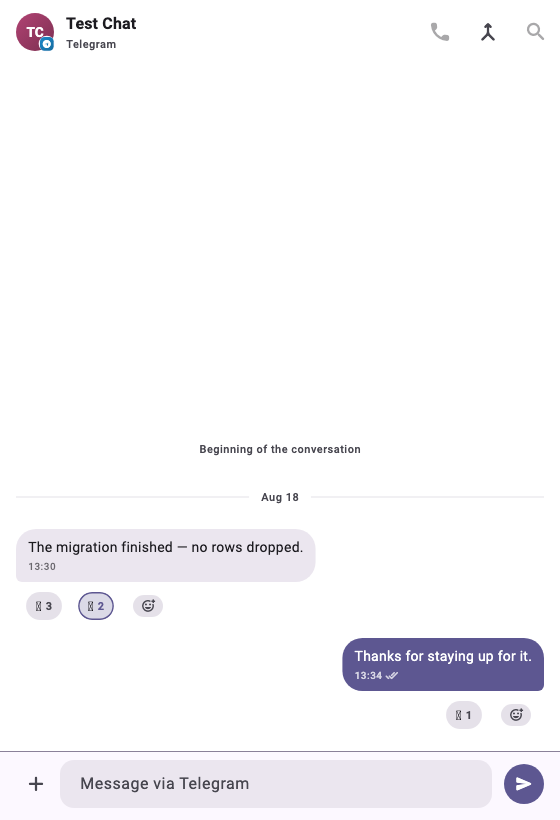 TC
Test Chat
Telegram
Beginning of the conversation
Aug 18
The migration finished — no rows dropped.
13:30
3
2
Thanks for staying up for it.
13:34
1
Message via Telegram